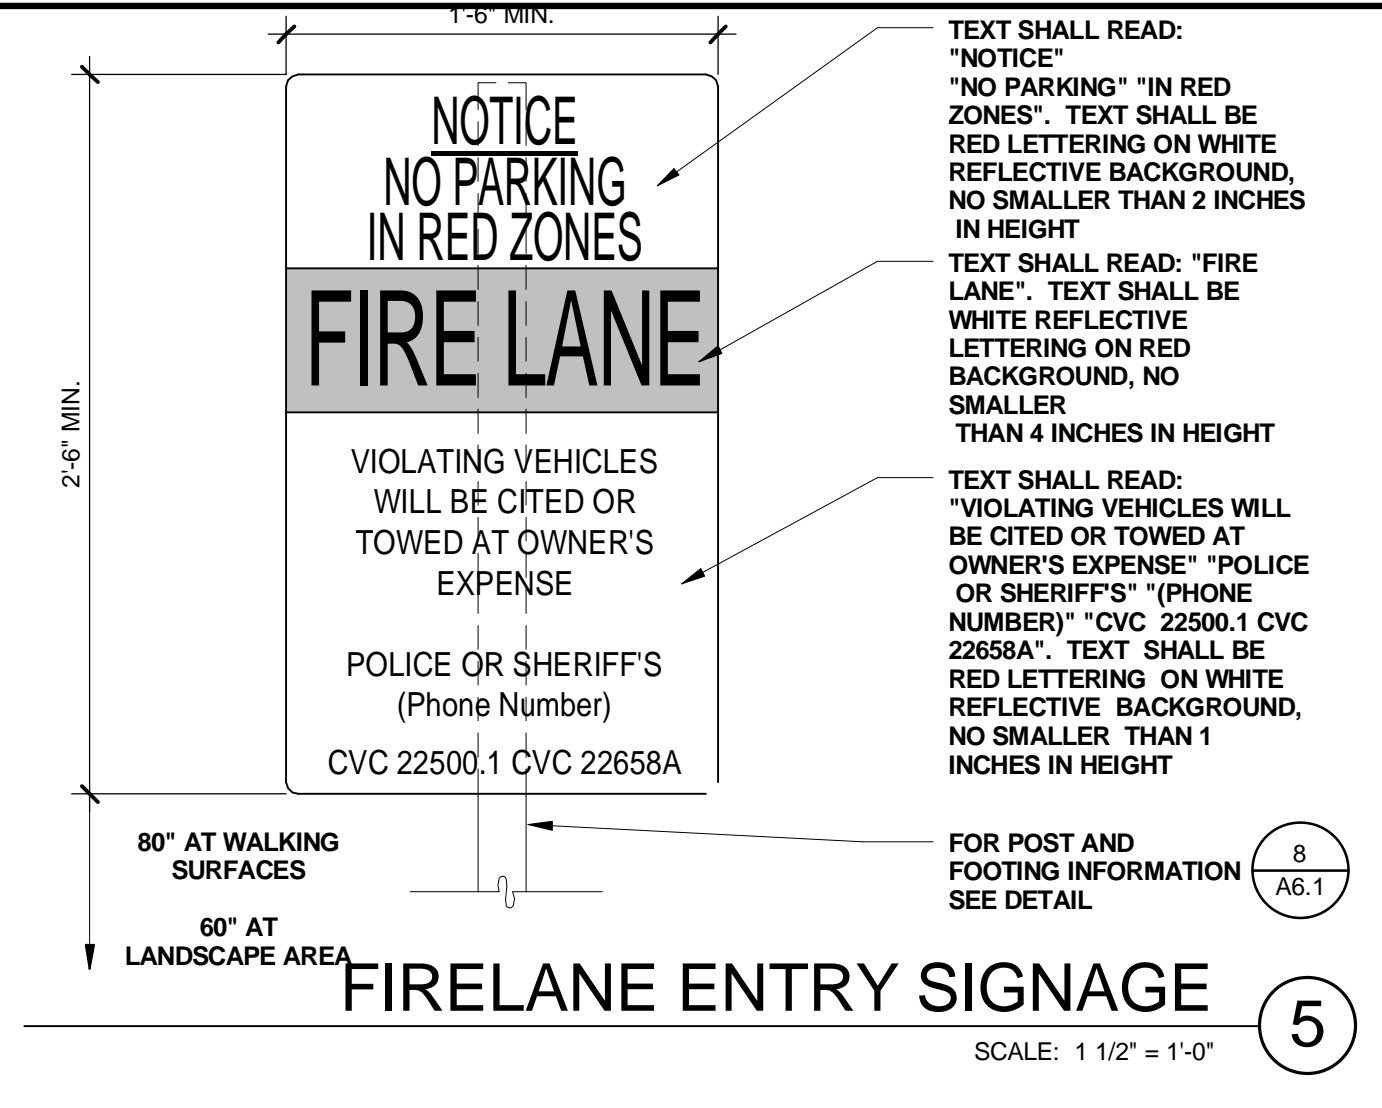 1'-6" MIN.
2'-6" MIN.
NOTICE
NO PARKING
IN RED ZONES
FIRE LANE
VIOLATING VEHICLES
WILL BE CITED OR
TOWED AT OWNER'S
EXPENSE
POLICE OR SHERIFF'S
(Phone Number)
CVC 22500.1 CVC 22658A
TEXT SHALL READ:
"NOTICE"
"NO PARKING" "IN RED
ZONES".  TEXT SHALL BE
RED LETTERING ON WHITE
REFLECTIVE BACKGROUND,
NO SMALLER THAN 2 INCHES
IN HEIGHT
TEXT SHALL READ: "FIRE
LANE".  TEXT SHALL BE
WHITE REFLECTIVE
LETTERING ON RED
BACKGROUND, NO
SMALLER
THAN 4 INCHES IN HEIGHT
TEXT SHALL READ:
"VIOLATING VEHICLES WILL
BE CITED OR TOWED AT
OWNER'S EXPENSE" "POLICE
OR SHERIFF'S" "(PHONE
NUMBER)" "CVC  22500.1 CVC
22658A".  TEXT  SHALL BE
RED LETTERING  ON WHITE
REFLECTIVE  BACKGROUND,
NO SMALLER  THAN 1
INCHES IN HEIGHT
80" AT WALKING
SURFACES
60" AT
LANDSCAPE AREA
FOR POST AND
FOOTING INFORMATION
SEE DETAIL
8
A6.1
FIRELANE ENTRY SIGNAGE
5
SCALE:  1 1/2" = 1'-0"